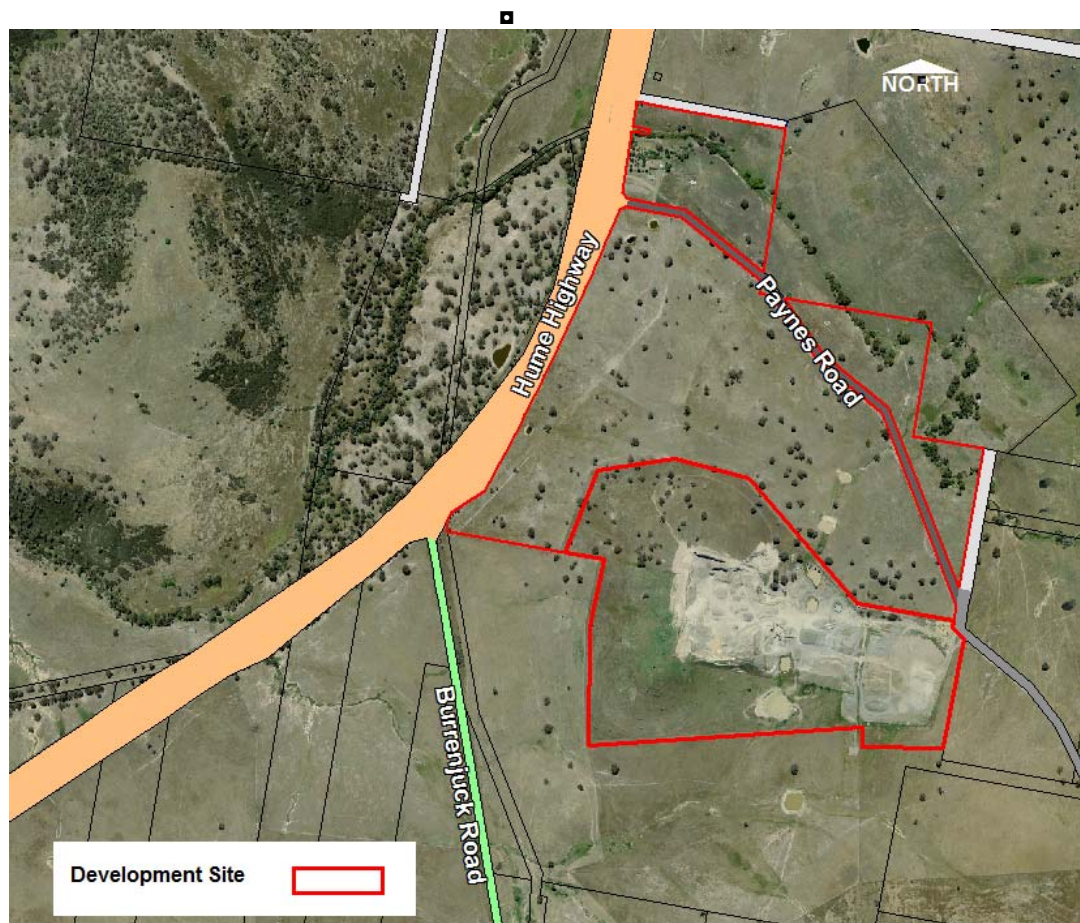 NORTH
Hume Highway
Paynes Road
Burrenjuck Road
Development Site